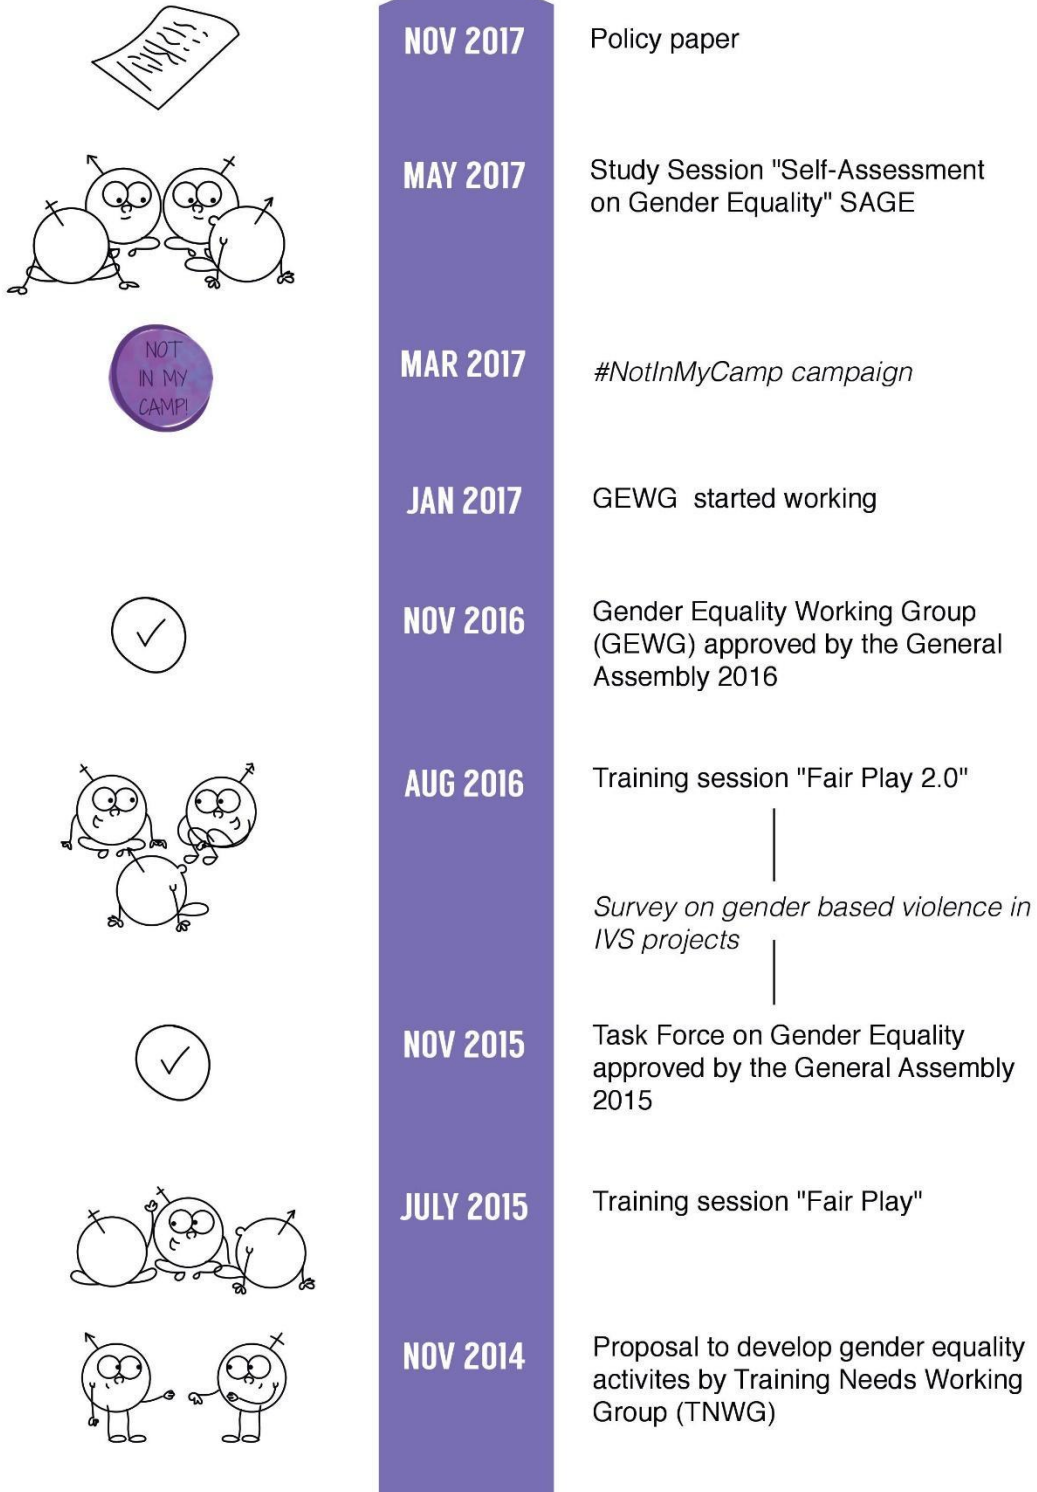 NOV 2017
Policy paper
MAY 2017
Study Session "Self-Assessment
on Gender Equality" SAGE
NOT
IN MY
CAMP!
MAR 2017
#NotInMyCamp campaign
JAN 2017
GEWG started working
NOV 2016
Gender Equality Working Group
(GEWG) approved by the General
Assembly 2016
AUG 2016
Training session "Fair Play 2.0"
Survey on gender based violence in
IVS projects
NOV 2015
Task Force on Gender Equality
approved by the General Assembly
2015
JULY 2015
Training session "Fair Play"
NOV 2014
Proposal to develop gender equality
activites by Training Needs Working
Group (TNWG)